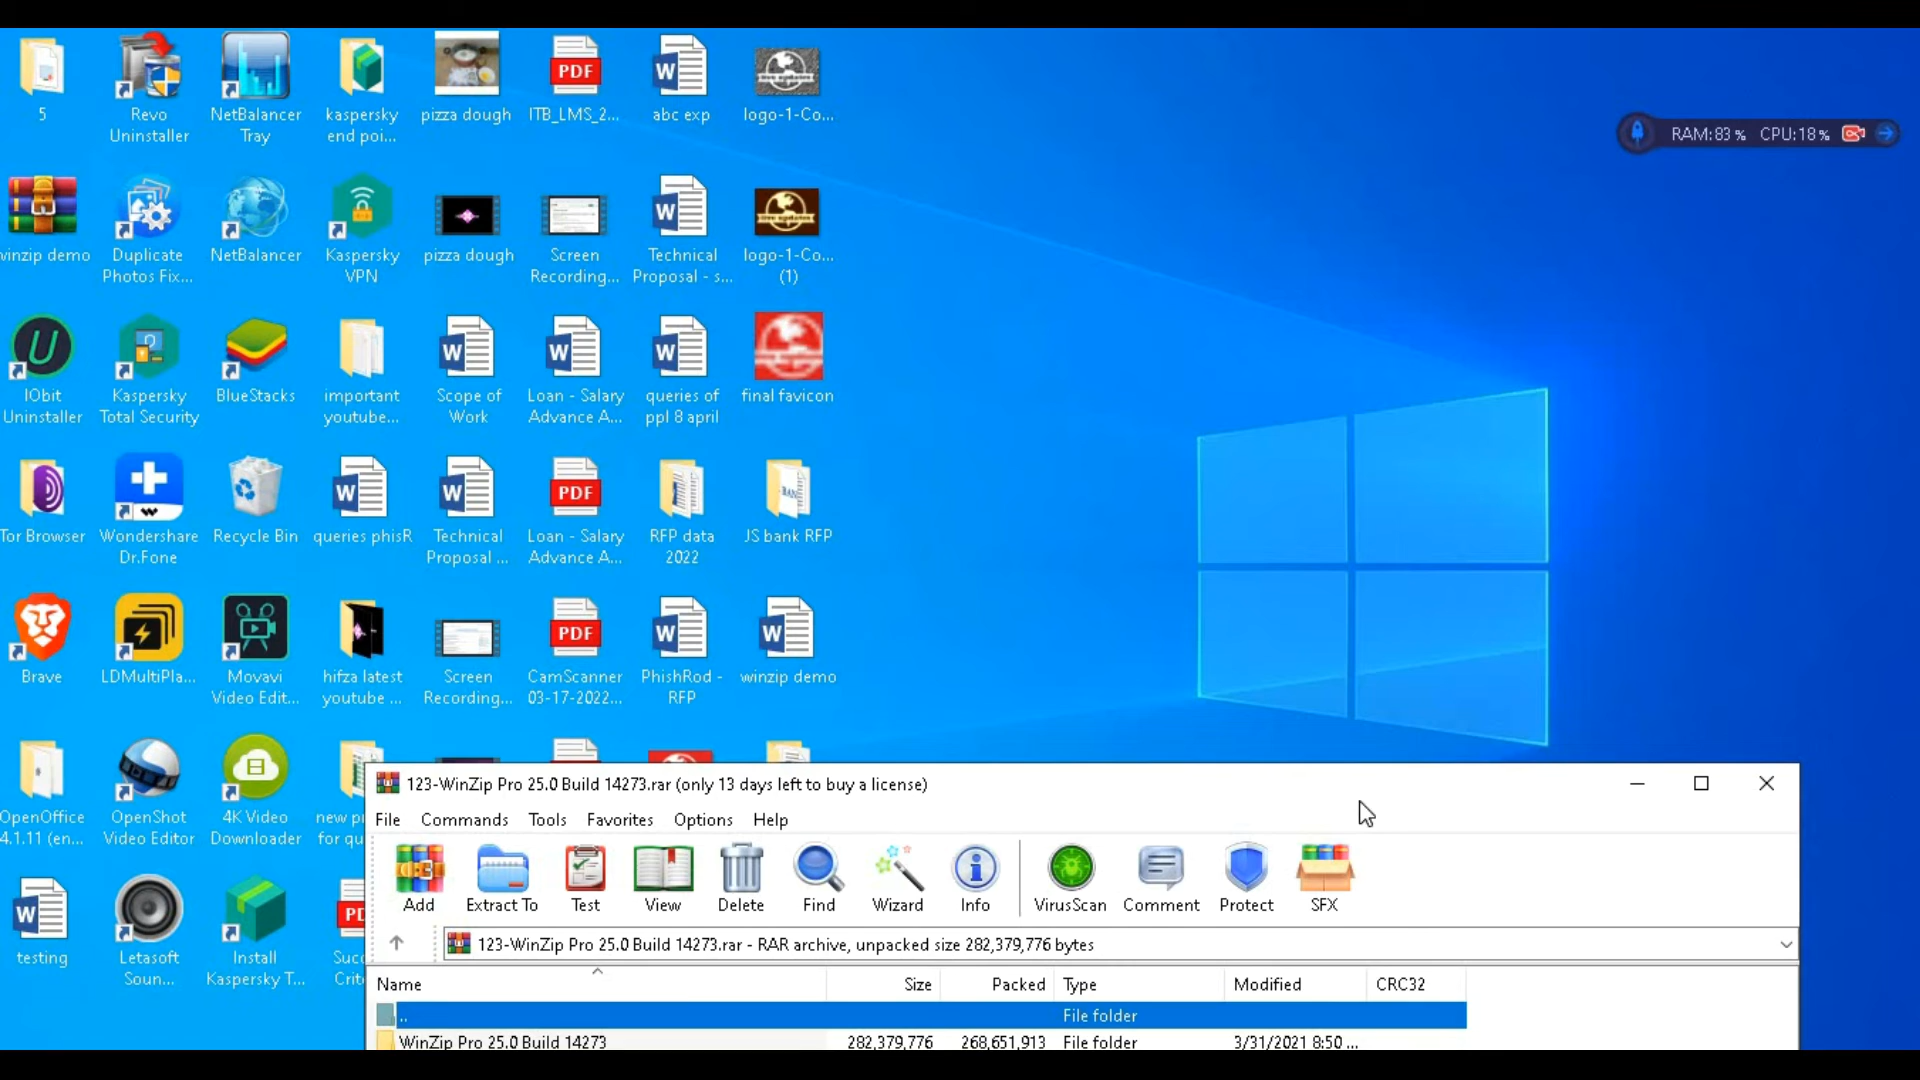 5
Revo
Uninstaller
NetBalancer
Tray
kaspersky
end poi...
pizza dough
ITB_LMS_2...
abc exp
logo-1-Co...
PDF
W
RAM:83% CPU:18%
winzip demo
Duplicate
Photos Fix...
NetBalancer
Kaspersky
VPN
pizza dough
Screen
Recording...
Technical
Proposal - s...
logo-1-Co...
(1)
W
IObit
Uninstaller
Kaspersky
Total Security
BlueStacks
important
youtube...
Scope of
Work
Loan - Salary
Advance A...
queries of
ppl 8 april
final favicon
W
W
W
Tor Browser
Wondershare
Dr.Fone
Recycle Bin
queries phisR
Technical
Proposal ...
Loan - Salary
Advance A...
RFP data
2022
JS bank RFP
W
W
PDF
BAN
Brave
LDMultiPla...
Movavi
Video Edit...
hifza latest
youtube ...
Screen
Recording...
CamScanner
03-17-2022...
PhishRod -
RFP
winzip demo
PDF
W
W
OpenOffice
4.1.11 (en...
OpenShot
Video Editor
4K Video
Downloader
new p
for qu
testing
Letasoft
Soun...
Install
Kaspersky T...
Succ
Crite
W
123-WinZip Pro 25.0 Build 14273.rar (only 13 days left to buy a license)
File Commands Tools Favorites Options Help
Add Extract To Test View Delete Find Wizard Info VirusScan Comment Protect SFX
123-WinZip Pro 25.0 Build 14273.rar - RAR archive, unpacked size 282,379,776 bytes
Name Size Packed Type Modified CRC32
.. File folder
WinZip Pro 25.0 Build 14273 282,379,776 268,651,913 File folder 3/31/2021 8:50 ...